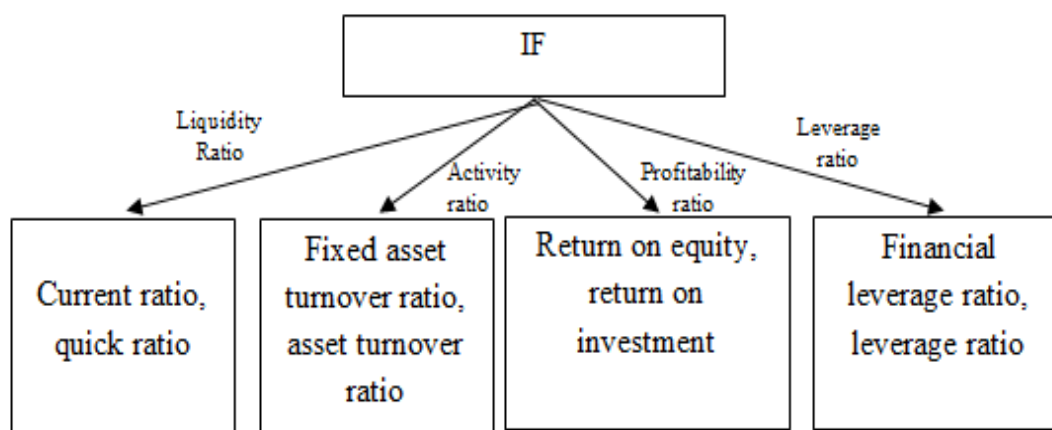 IF
Liquidity
Ratio
Activity
ratio
Profitability
ratio
Leverage
ratio
Current ratio,
quick ratio
Fixed asset
turnover ratio,
asset turnover
ratio
Return on equity,
return on
investment
Financial
leverage ratio,
leverage ratio